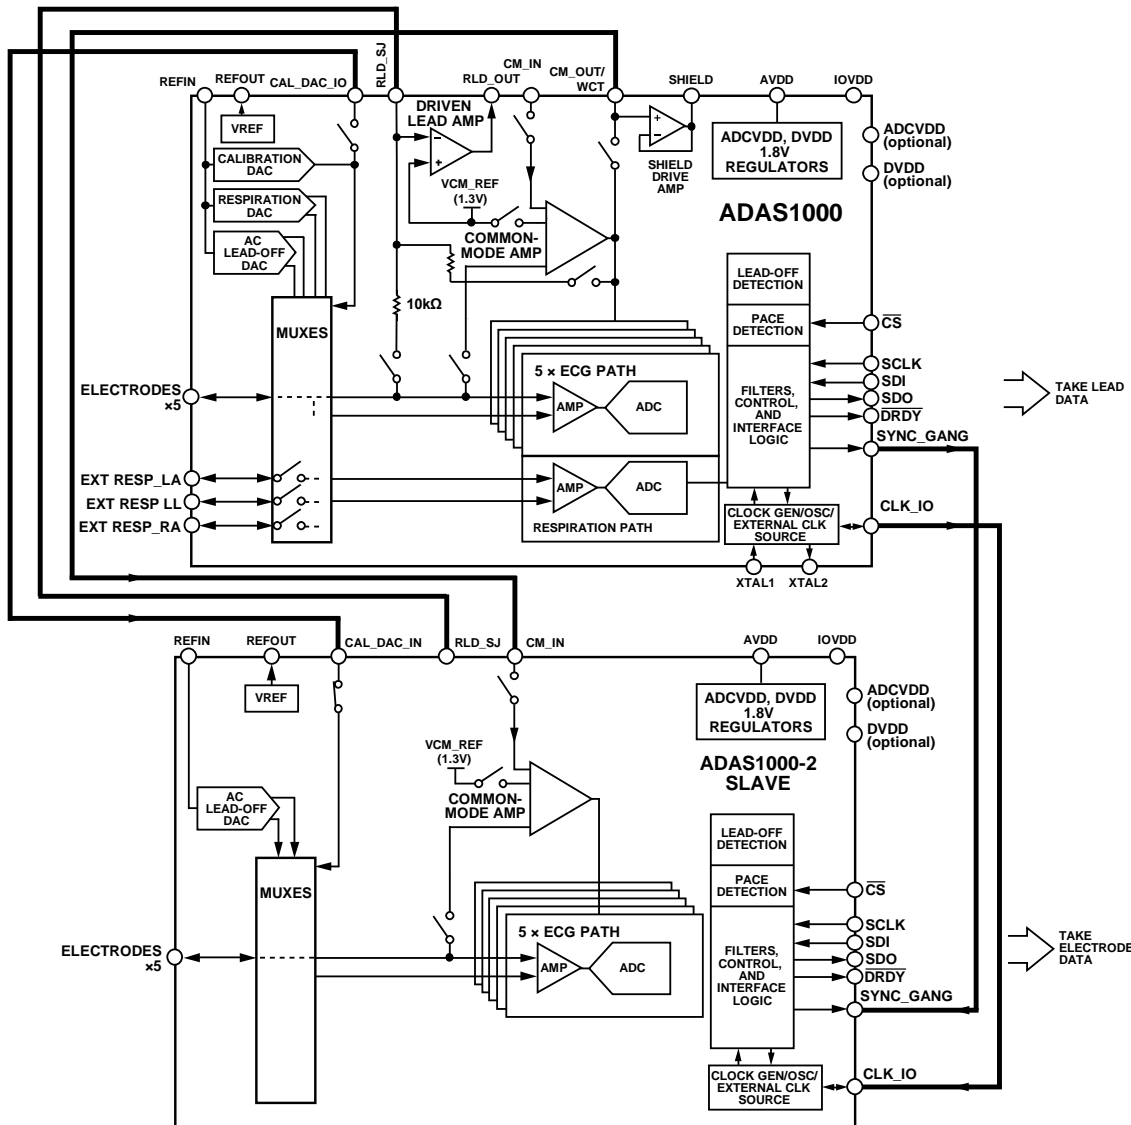 RLD_SJ
CM_IN
REFIN
REFOUT
CAL_DAC_IO
RLD_OUT
CM_OUT/
WCT
SHIELD
AVDD
IOVDD
DRIVEN
LEAD AMP
VREF
ADCVDD, DVDD
1.8V
REGULATORS
ADCVDD
(optional)
CALIBRATION
DAC
SHIELD
DRIVE
AMP
DVDD
(optional)
VCM_REF
(1.3V)
RESPIRATION
DAC
ADAS1000
AC
LEAD-OFF
DAC
COMMON-
MODE AMP
LEAD-OFF
DETECTION
10kΩ
MUXES
PACE
DETECTION
CS
5 × ECG PATH
SCLK
ELECTRODES
×5
AMP
ADC
FILTERS,
CONTROL,
AND
INTERFACE
LOGIC
SDI
SDO
DRDY
TAKE LEAD
DATA
SYNC_GANG
EXT RESP_LA
EXT RESP LL
EXT RESP_RA
AMP
ADC
RESPIRATION PATH
CLOCK GEN/OSC/
EXTERNAL CLK
SOURCE
CLK_IO
XTAL1
XTAL2
REFIN
REFOUT
CAL_DAC_IN
RLD_SJ
CM_IN
AVDD
IOVDD
VREF
ADCVDD, DVDD
1.8V
REGULATORS
ADCVDD
(optional)
DVDD
(optional)
VCM_REF
(1.3V)
ADAS1000-2
SLAVE
AC
LEAD-OFF
DAC
COMMON-
MODE AMP
LEAD-OFF
DETECTION
MUXES
PACE
DETECTION
CS
5 × ECG PATH
SCLK
ELECTRODES
×5
AMP
ADC
FILTERS,
CONTROL,
AND
INTERFACE
LOGIC
SDI
SDO
DRDY
TAKE
ELECTRODE
DATA
SYNC_GANG
CLOCK GEN/OSC/
EXTERNAL CLK
SOURCE
CLK_IO